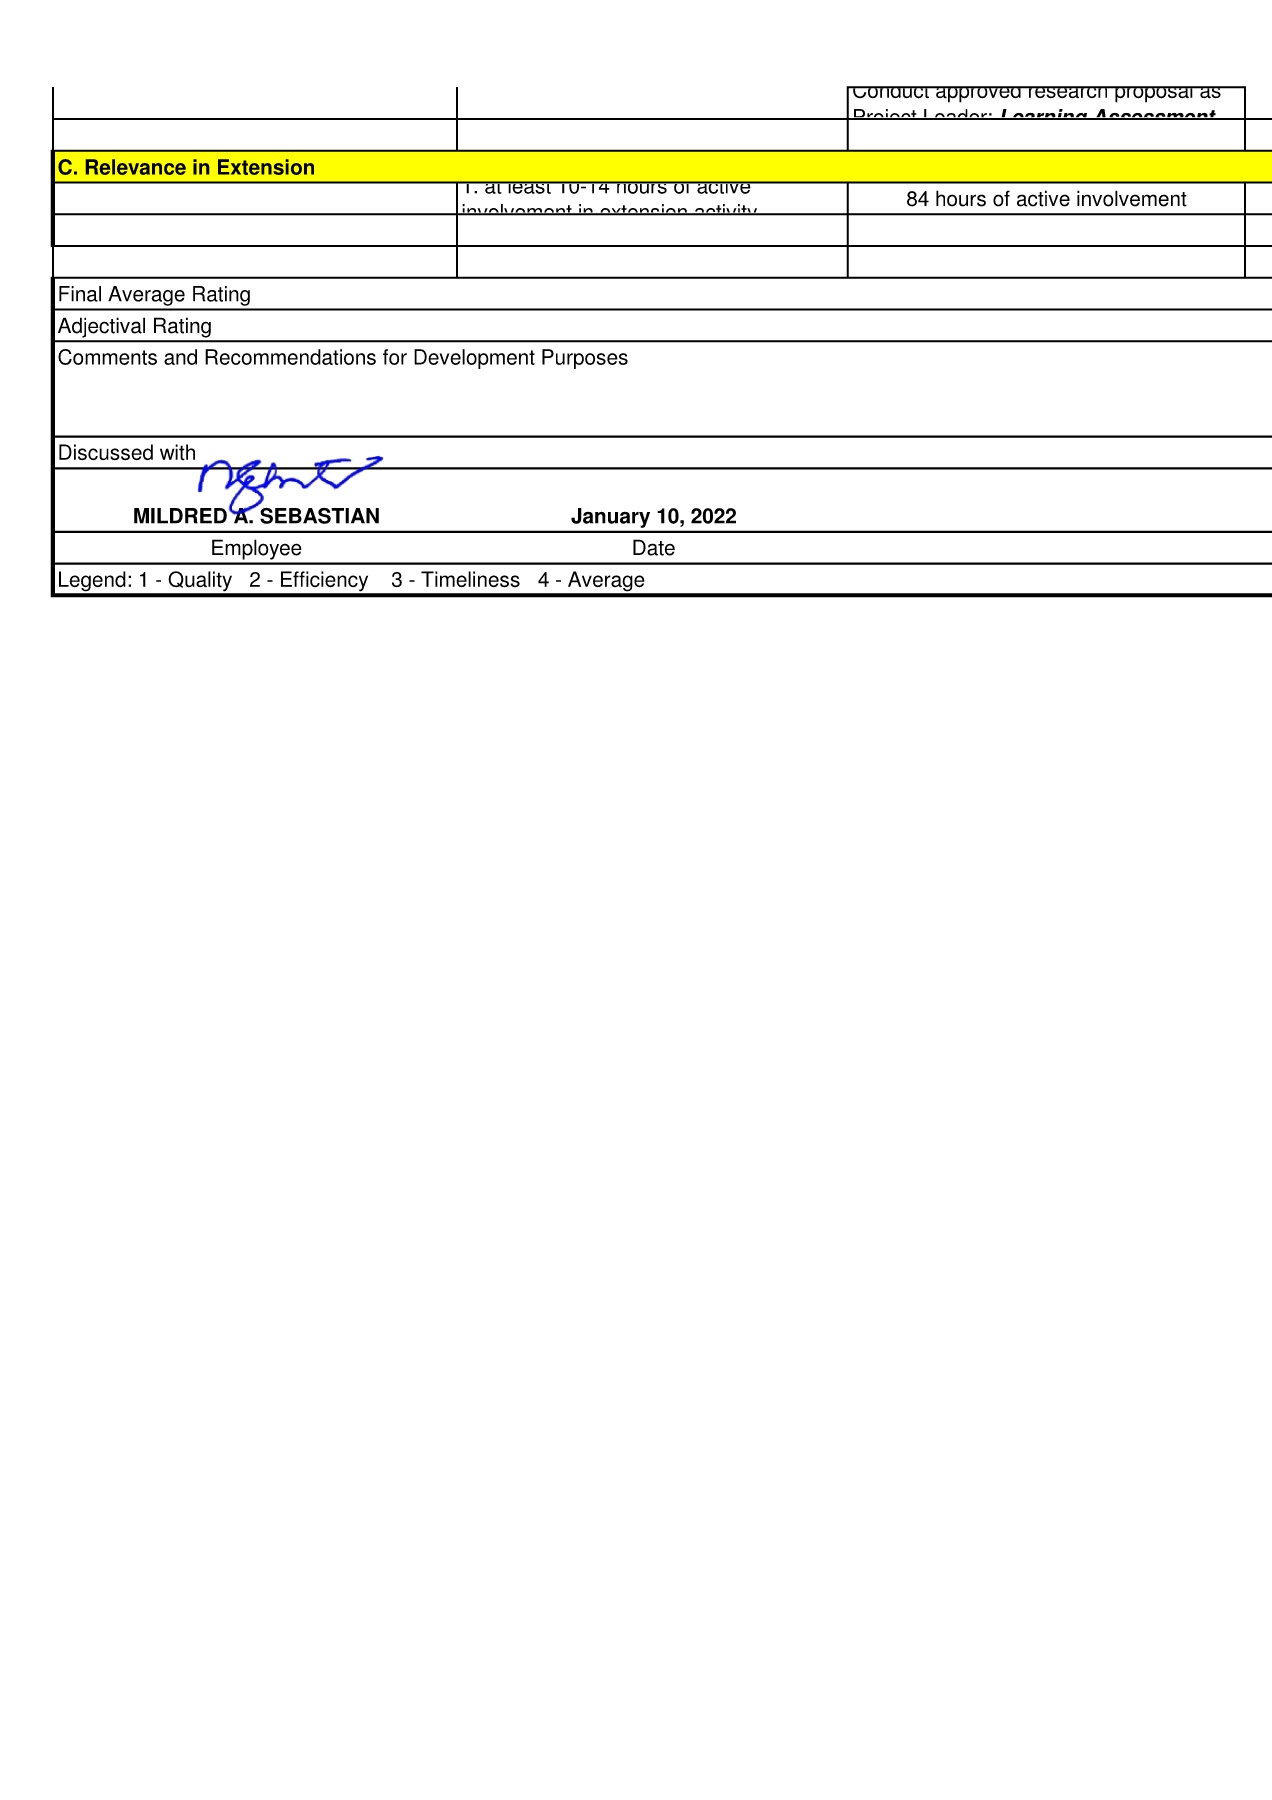 Conduct approved research proposal as
Project Leader: Learning Assessment
C. Relevance in Extension
1. at least 10-14 hours of active
involvement in extension activity
84 hours of active involvement
Final Average Rating
Adjectival Rating
Comments and Recommendations for Development Purposes
Discussed with
MILDRED A. SEBASTIAN January 10, 2022
Employee Date
Legend: 1 - Quality 2 - Efficiency 3 - Timeliness 4 - Average